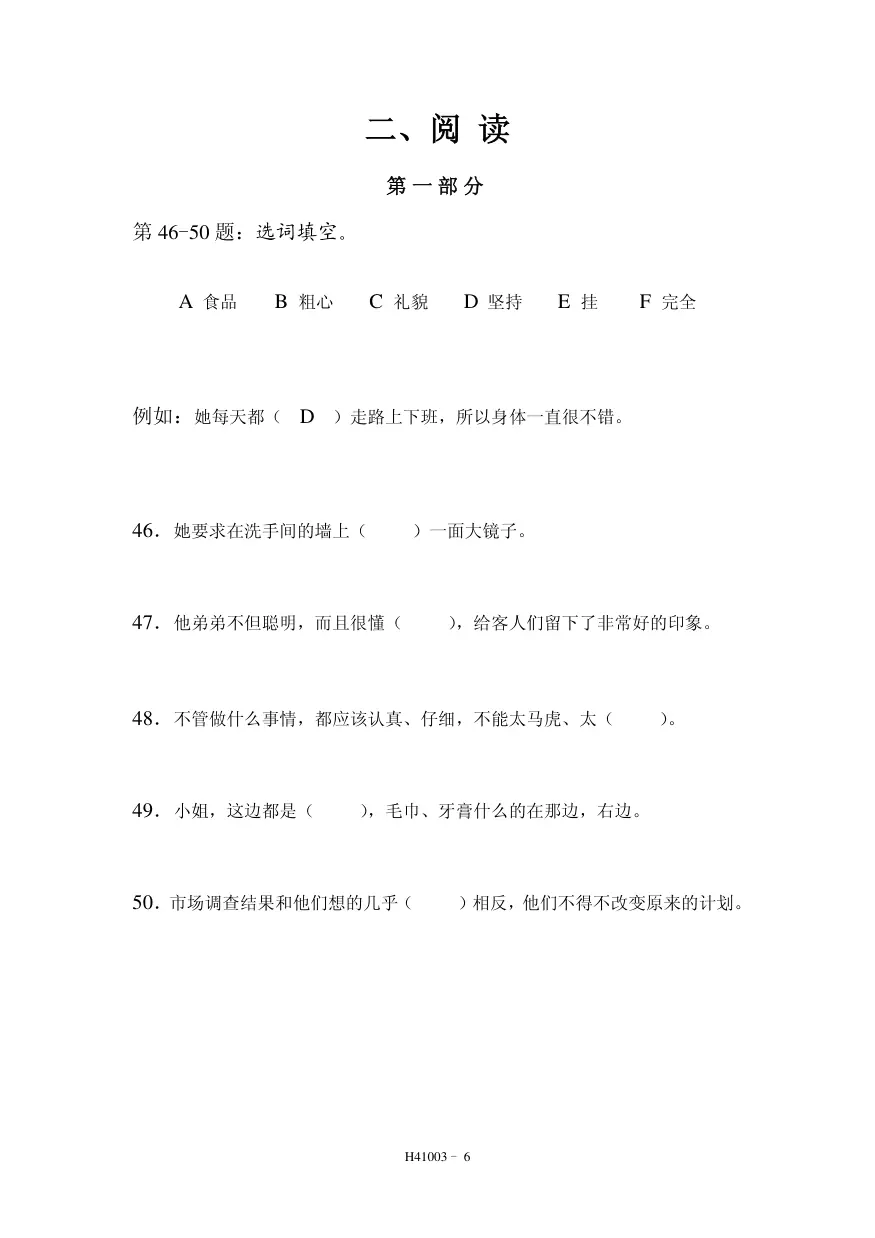 二、阅 读
第 一 部 分
第 46-50 题：选词填空。
A 食品 B 粗心 C 礼貌 D 坚持 E 挂 F 完全
例如：她每天都（ D ）走路上下班，所以身体一直很不错。
46．她要求在洗手间的墙上（ ）一面大镜子。
47．他弟弟不但聪明，而且很懂（ ），给客人们留下了非常好的印象。
48．不管做什么事情，都应该认真、仔细，不能太马虎、太（ ）。
49．小姐，这边都是（ ），毛巾、牙膏什么的在那边，右边。
50．市场调查结果和他们想的几乎（ ）相反，他们不得不改变原来的计划。
H41003－ 6